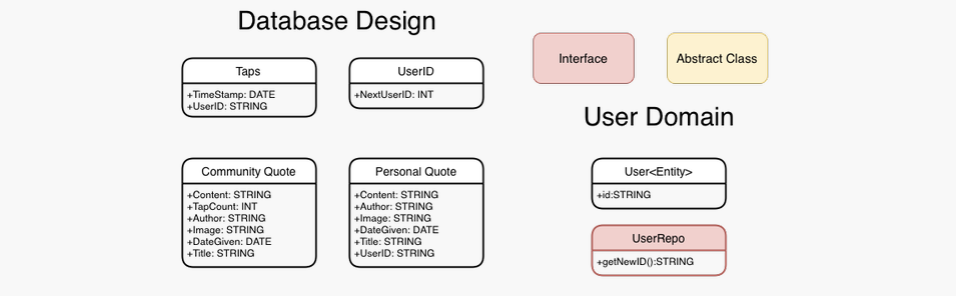 Database Design
Taps
+TimeStamp: DATE
+UserID: STRING
UserID
+NextUserID: INT
Community Quote
+Content: STRING
+TapCount: INT
+Author: STRING
+Image: STRING
+DateGiven: DATE
+Title: STRING
Personal Quote
+Content: STRING
+Author: STRING
+Image: STRING
+DateGiven: DATE
+Title: STRING
+UserID: STRING
Interface
Abstract Class
User Domain
User<Entity>
+id:STRING
UserRepo
+getNewID():STRING